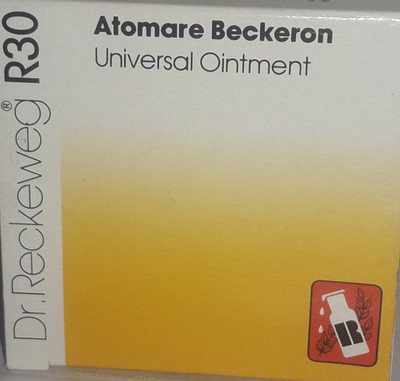 Atomare Beckeron
Universal Ointment
Dr.Reckeweg® R30
R